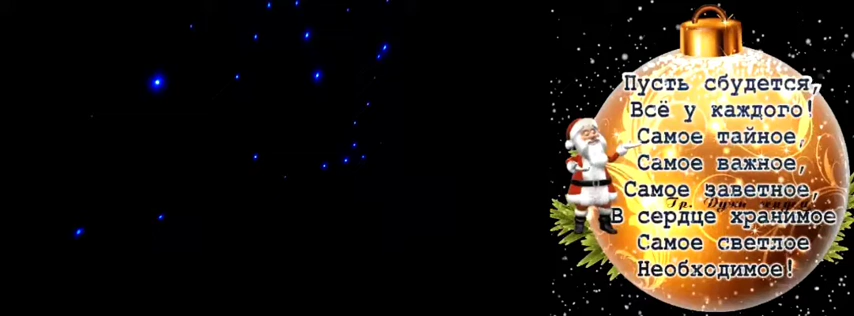 Пусть сбудется,
Всё у каждого!
Самое тайное,
Самое важное,
Самое заветное,
В сердце хранимое
Самое светлое
Необходимое!